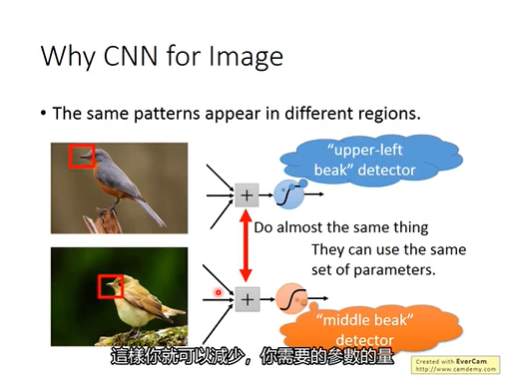 Why CNN for Image
• The same patterns appear in different regions.
“upper-left
beak” detector
+
Do almost the same thing
They can use the same
set of parameters.
+
“middle beak”
detector
這樣你就可以減少，你需要的參數的量
Created with EverCam
http://www.camdemy.com